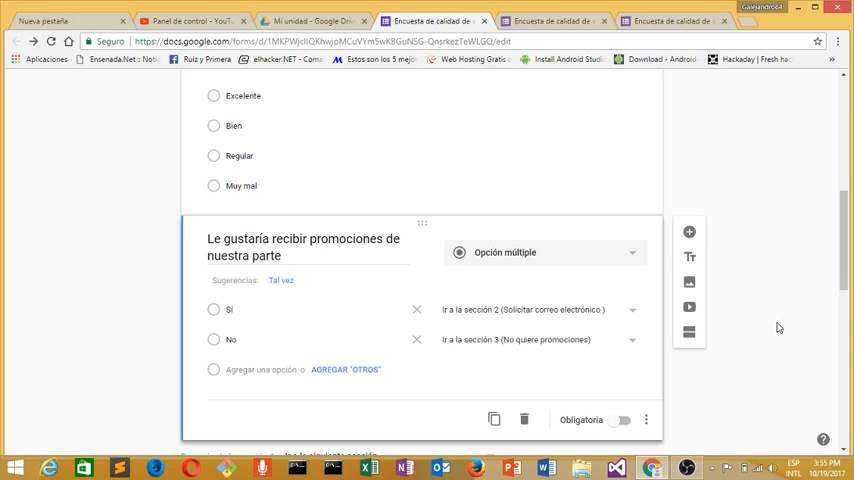 Galejandro84
Nueva pestaña
Panel de control - YouTu
Mi unidad - Google Driv
Encuesta de calidad de s
Encuesta de calidad de s
Encuesta de calidad de s
Seguro
https://docs.google.com/forms/d/1MKPWjcIlQKhwjpMCuVYm5wKBGuNSG-QnsrkezTeWLGQ/edit
Aplicaciones
Ensenada.Net :: Notic
Ruiz y Primera
elhacker.NET - Coma
Estos son los 5 mejor
Web Hosting Gratis c
Install Android Studio
Download - Android
Hackaday | Fresh hac
»
Excelente
Bien
Regular
Muy mal
Le gustaría recibir promociones de
nuestra parte
Opción múltiple
Sugerencias: Tal vez
Sí
Ir a la sección 2 (Solicitar correo electrónico )
No
Ir a la sección 3 (No quiere promociones)
Agregar una opción o AGREGAR "OTROS"
Obligatoria
ESP
INTL
3:55 PM
10/19/2017